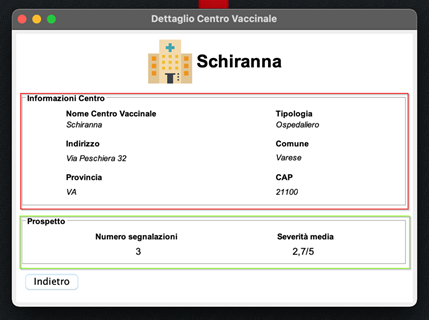 Dettaglio Centro Vaccinale
Schiranna
Informazioni Centro
Nome Centro Vaccinale Tipologia
Schiranna Ospedaliero
Indirizzo Comune
Via Peschiera 32 Varese
Provincia CAP
VA 21100
Prospetto
Numero segnalazioni Severità media
3 2,7/5
Indietro